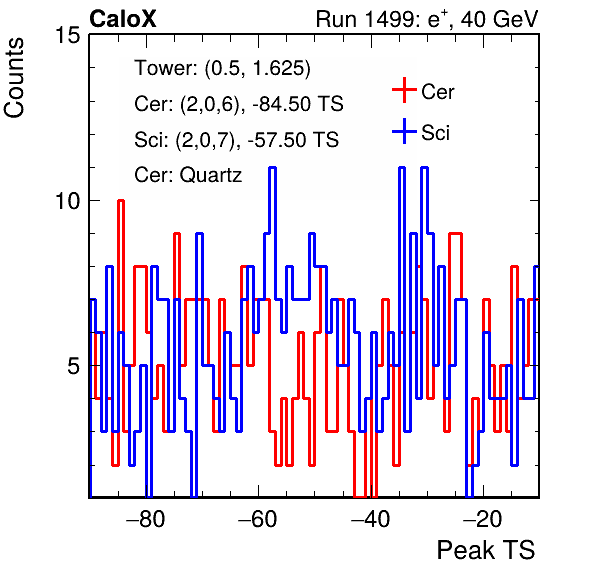 CaloX Run 1499: e⁺, 40 GeV
Counts
15
10
5
Tower: (0.5, 1.625)
Cer: (2,0,6), -84.50 TS
Sci: (2,0,7), -57.50 TS
Cer: Quartz
Cer
Sci
−80 −60 −40 −20
Peak TS